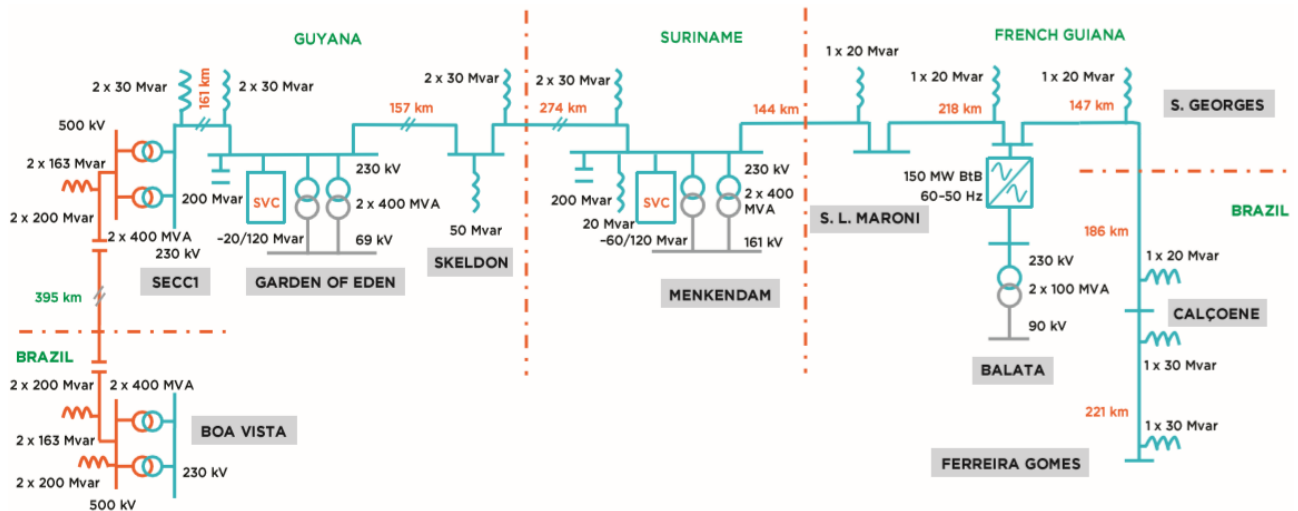 GUYANA
SURINAME
FRENCH GUIANA
2 x 30 Mvar
161 km
2 x 30 Mvar
2 x 30 Mvar
2 x 30 Mvar
1 x 20 Mvar
1 x 20 Mvar
1 x 20 Mvar
157 km
274 km
144 km
218 km
147 km
S. GEORGES
500 kV
2 x 163 Mvar
2 x 200 Mvar
2 x 400 MVA
230 kV
SECC1
200 Mvar
SVC
-20/120 Mvar
230 kV
2 x 400 MVA
69 kV
GARDEN OF EDEN
50 Mvar
SKELDON
200 Mvar
20 Mvar
SVC
-60/120 Mvar
230 kV
2 x 400
MVA
161 kV
MENKENDAM
S. L. MARONI
150 MW BtB
60-50 Hz
230 kV
2 x 100 MVA
90 kV
BALATA
BRAZIL
186 km
1 x 20 Mvar
CALÇOENE
1 x 30 Mvar
221 km
1 x 30 Mvar
FERREIRA GOMES
395 km
BRAZIL
2 x 200 Mvar
2 x 400 MVA
2 x 163 Mvar
2 x 200 Mvar
500 kV
230 kV
BOA VISTA